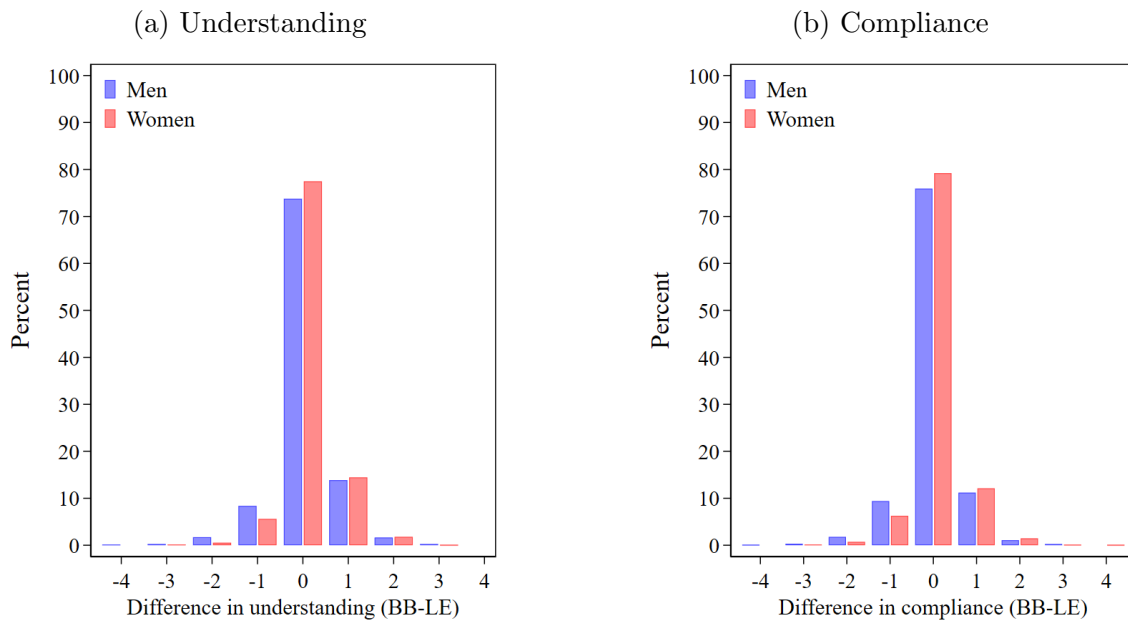 (a) Understanding
100
90
80
70
60
50
40
30
20
10
0
Percent
Men
Women
-4 -3 -2 -1 0 1 2 3 4
Difference in understanding (BB-LE)
(b) Compliance
100
90
80
70
60
50
40
30
20
10
0
Percent
Men
Women
-4 -3 -2 -1 0 1 2 3 4
Difference in compliance (BB-LE)